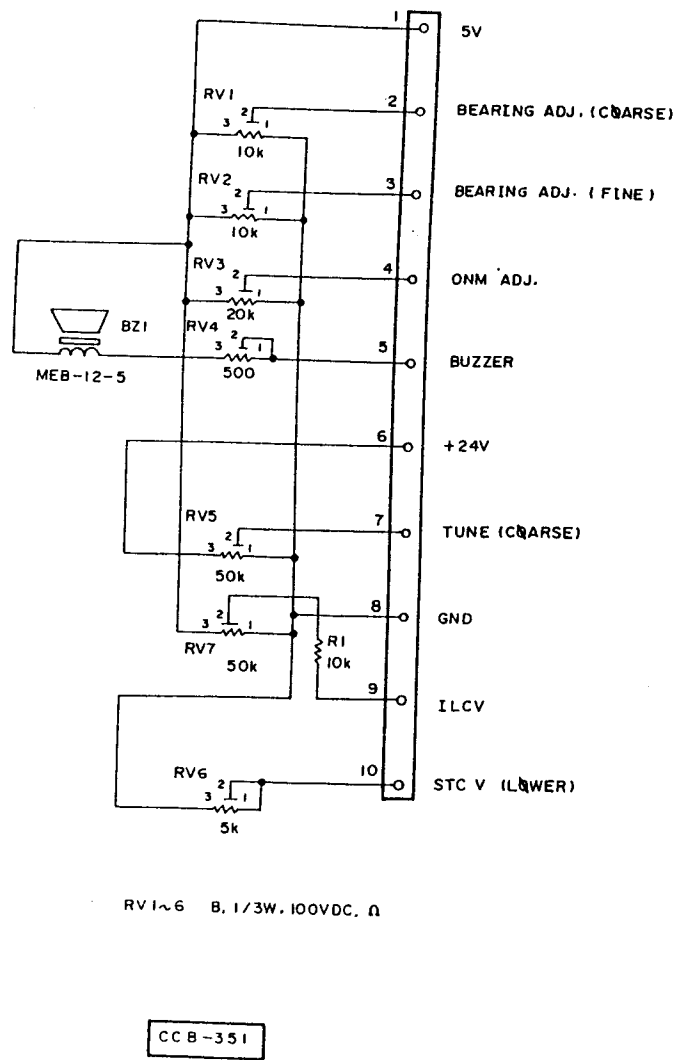 1 5V
RV1 2 BEARING ADJ. (COARSE)
3 2 1
10k
RV2 3 BEARING ADJ. (FINE)
3 2 1
10k
RV3 4 ONM ADJ.
3 2 1
20k
BZ1 RV4 5 BUZZER
3 2 1
MEB-12-5 500
6 +24V
RV5 7 TUNE (COARSE)
3 2 1
50k
8 GND
3 2 1
RV7 50k R1
10k
9 ILCV
RV6 10 STC V (LOWER)
3 2 1
5k
RV1~6 B, 1/3W, 100VDC, Ω
CCB-351